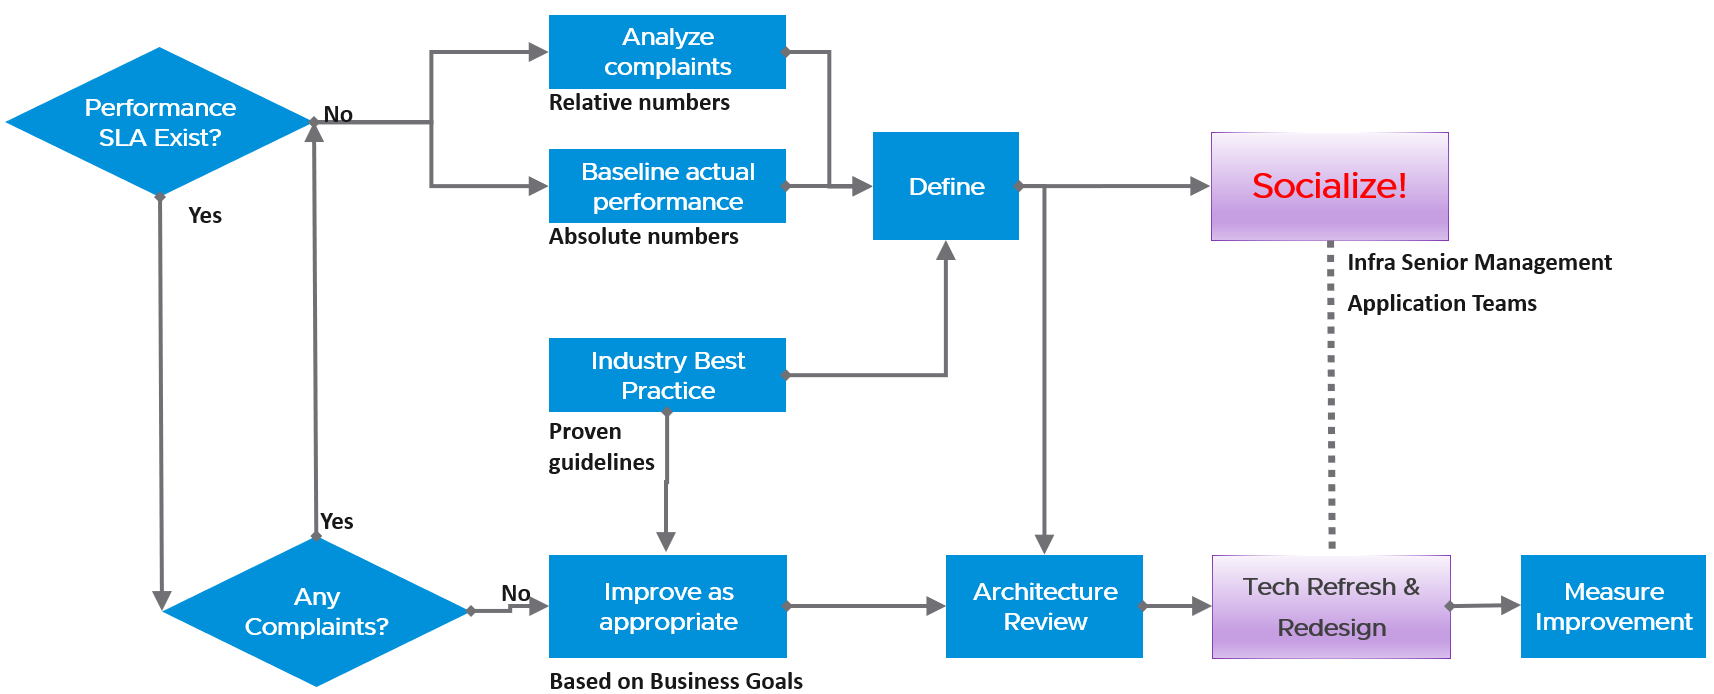 Performance
SLA Exist?
No
Yes
Analyze
complaints
Relative numbers
Baseline actual
performance
Absolute numbers
Define
Socialize!
Infra Senior Management
Application Teams
Industry Best
Practice
Proven
guidelines
Yes
Any
Complaints?
No
Improve as
appropriate
Based on Business Goals
Architecture
Review
Tech Refresh &
Redesign
Measure
Improvement